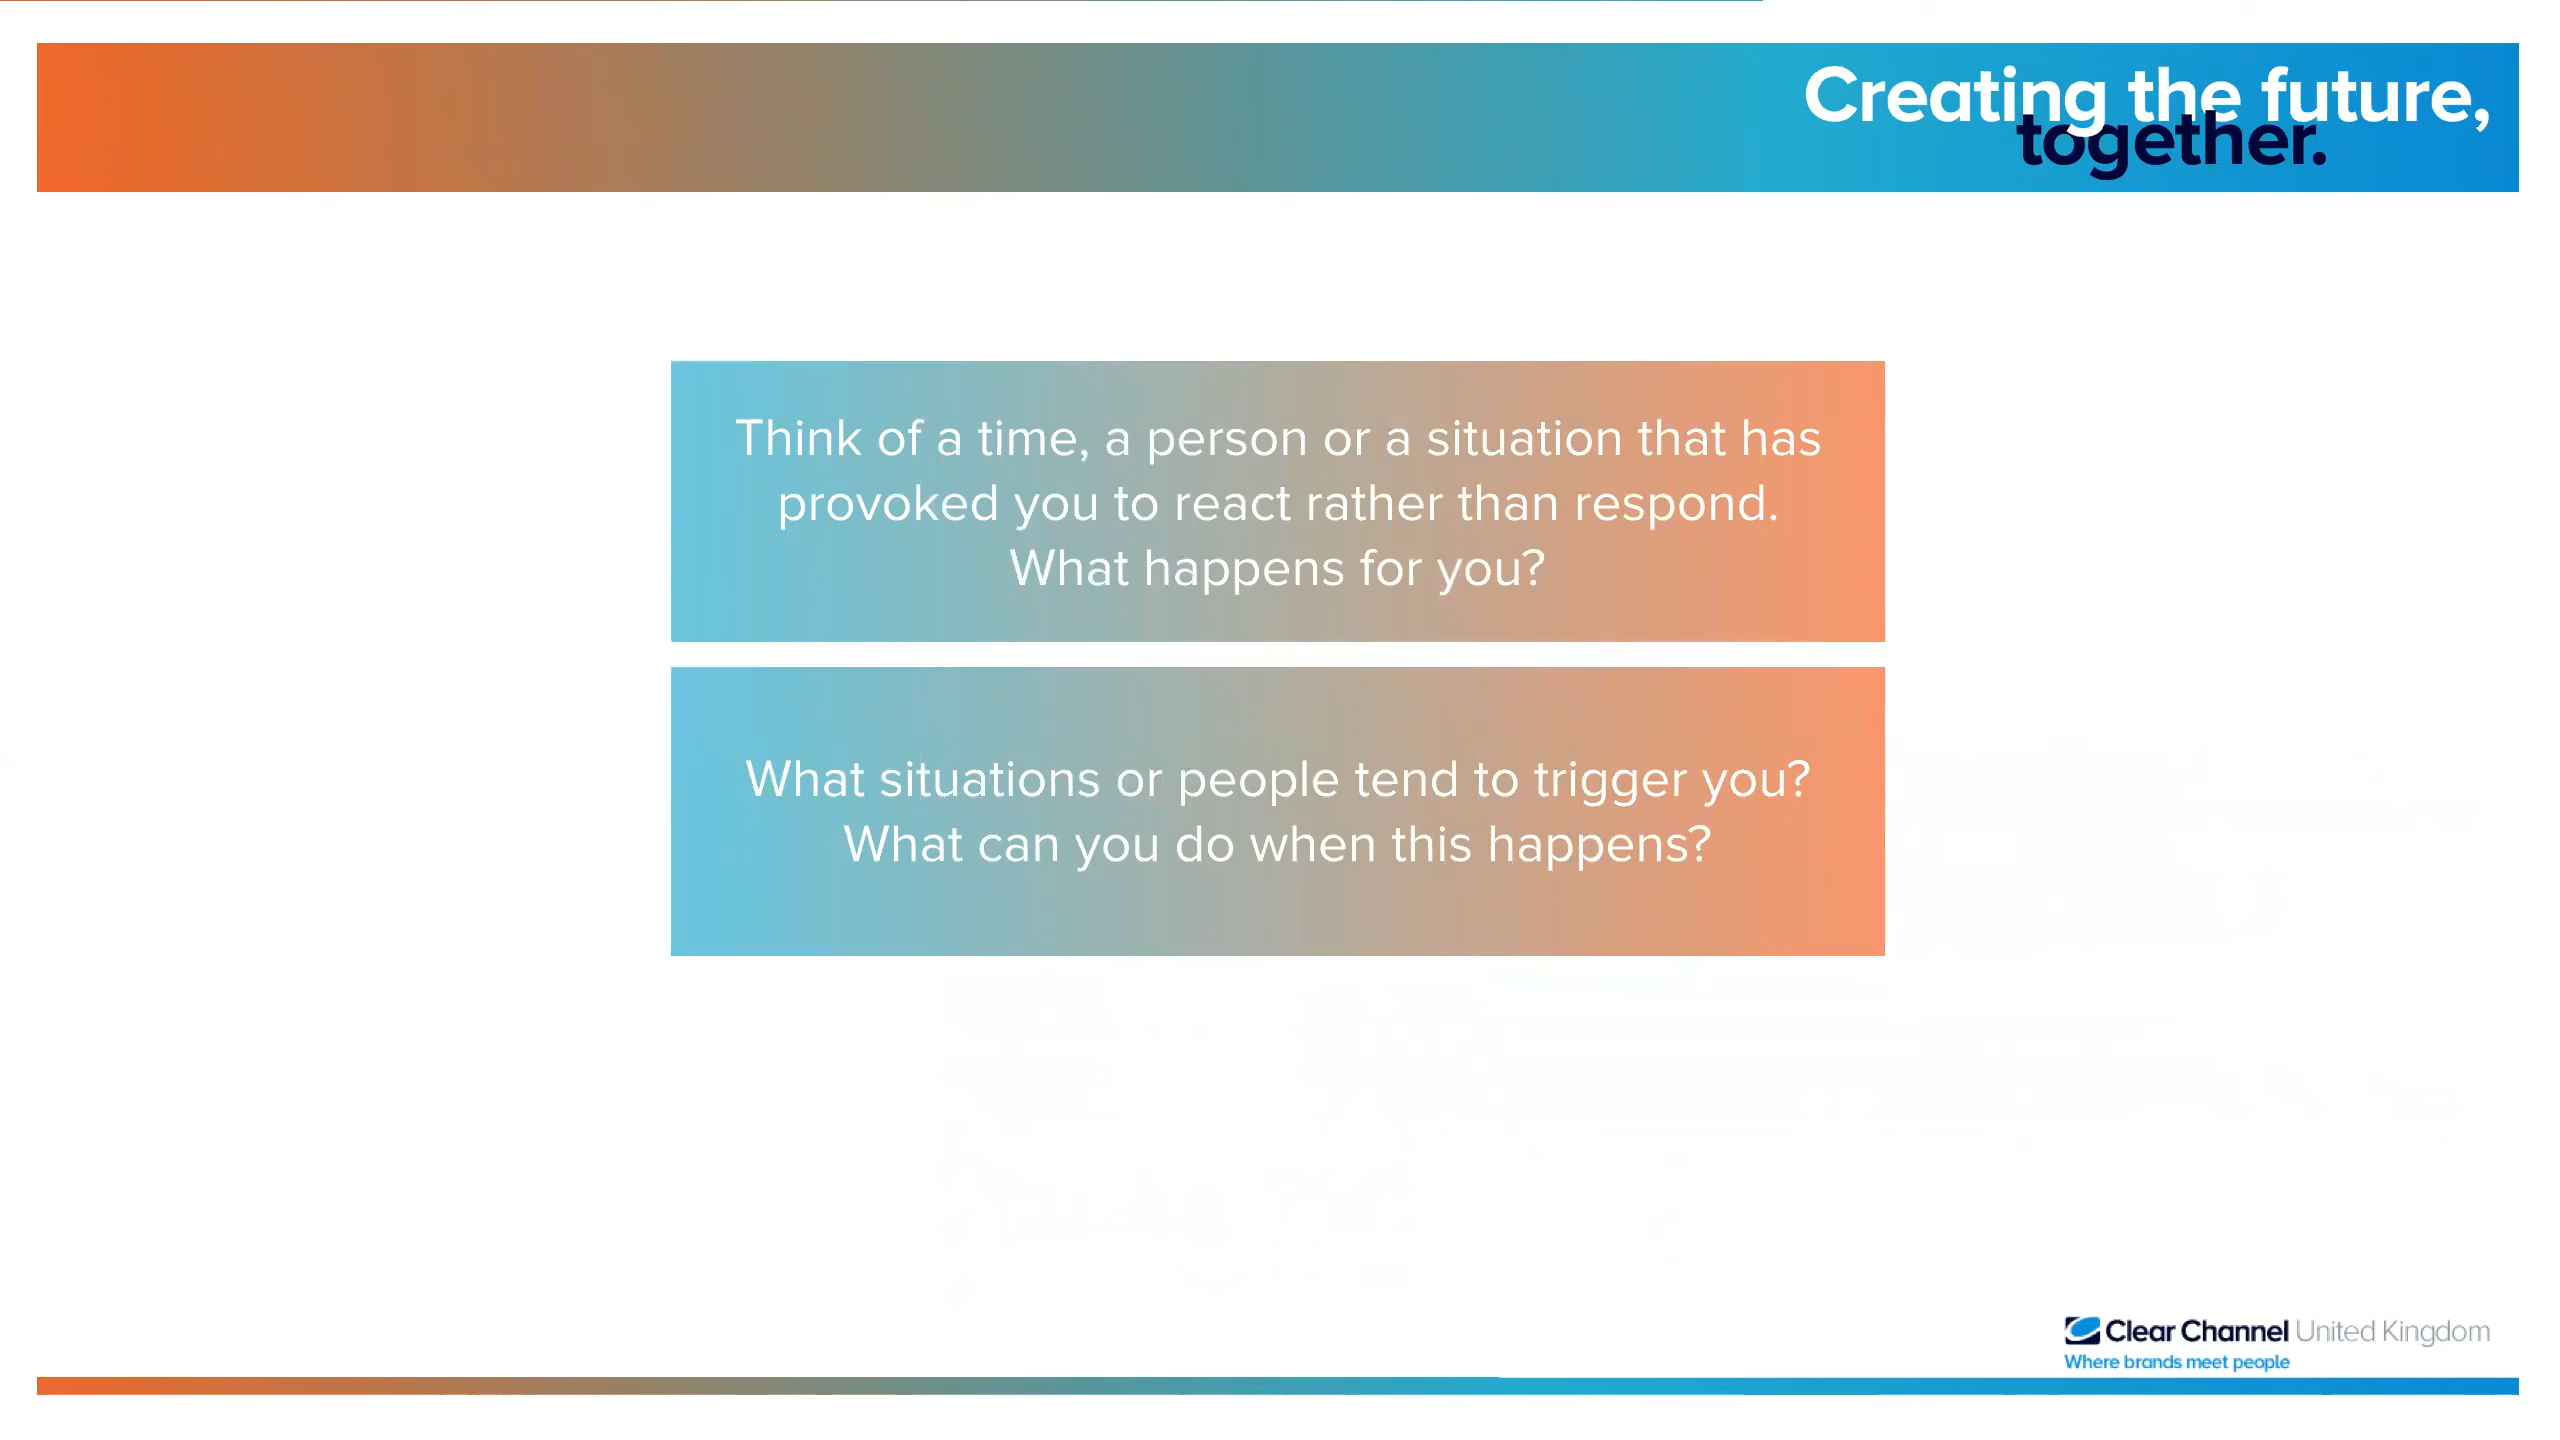 Creating the future,
together.
Think of a time, a person or a situation that has
provoked you to react rather than respond.
What happens for you?
What situations or people tend to trigger you?
What can you do when this happens?
Clear Channel United Kingdom
Where brands meet people